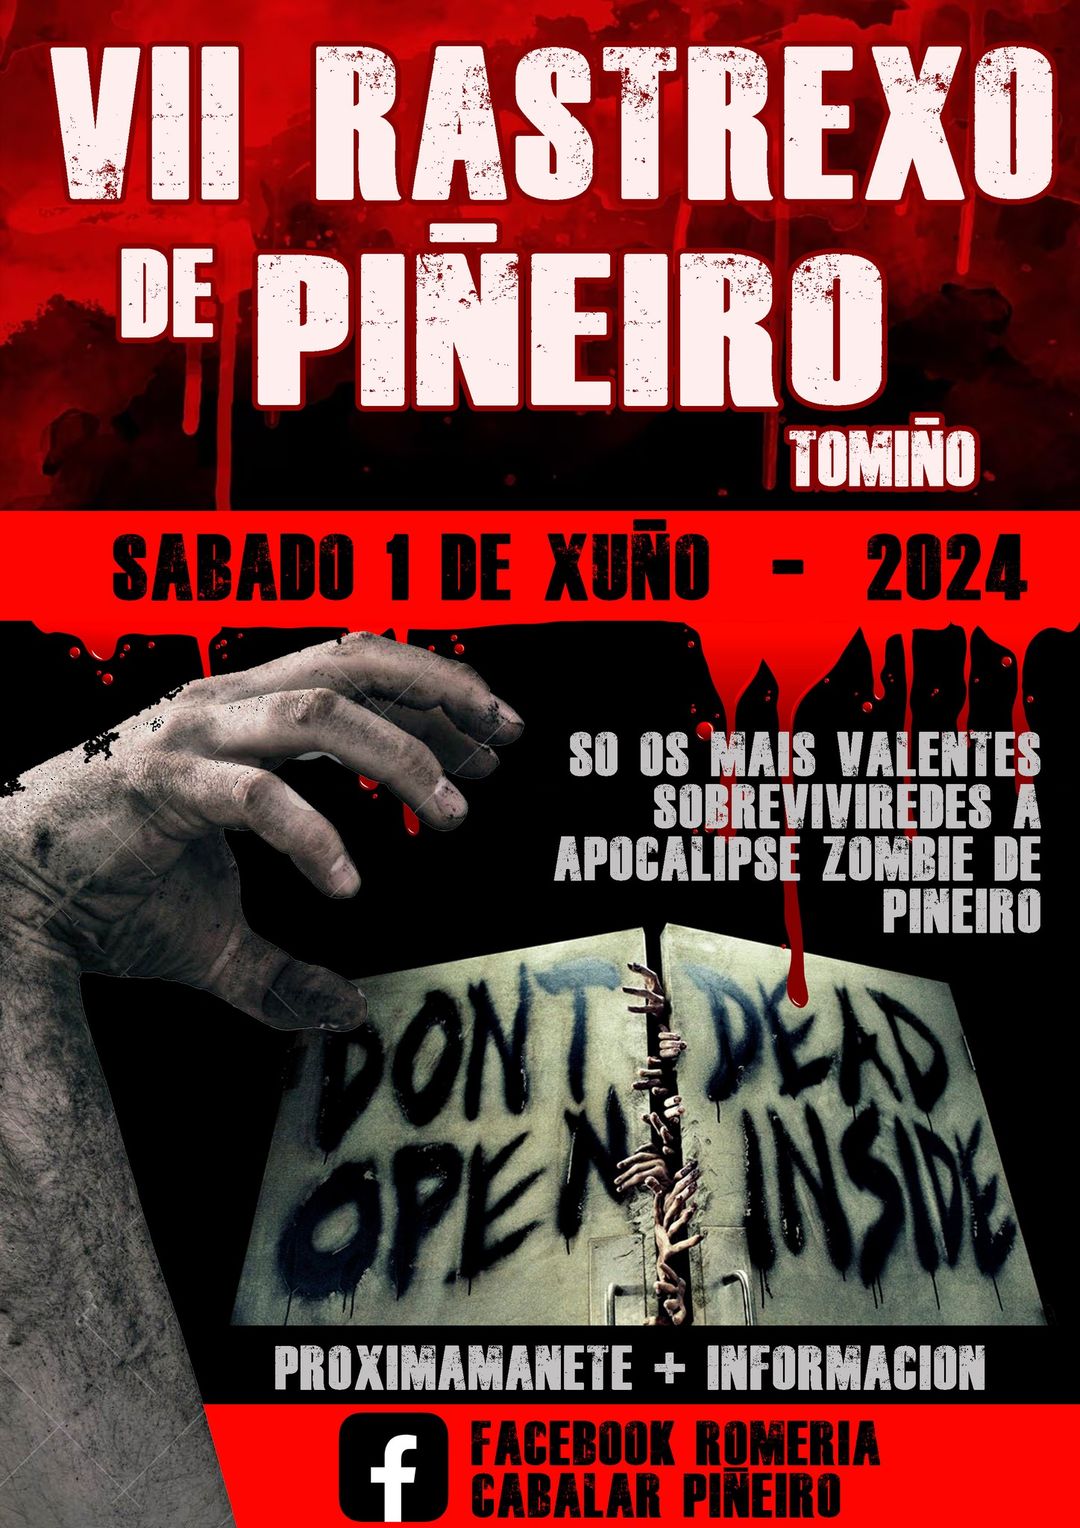 VII RASTREXO
DE PIÑEIRO
TOMIÑO
SABADO 1 DE XUÑO - 2024
SO OS MAIS VALENTES
SOBREVIVIREDES A
APOCALIPSE ZOMBIE DE
PINEIRO
DONT DEAD
OPEN INSIDE
PROXIMAMANETE + INFORMACION
FACEBOOK ROMERIA
CABALAR PIÑEIRO